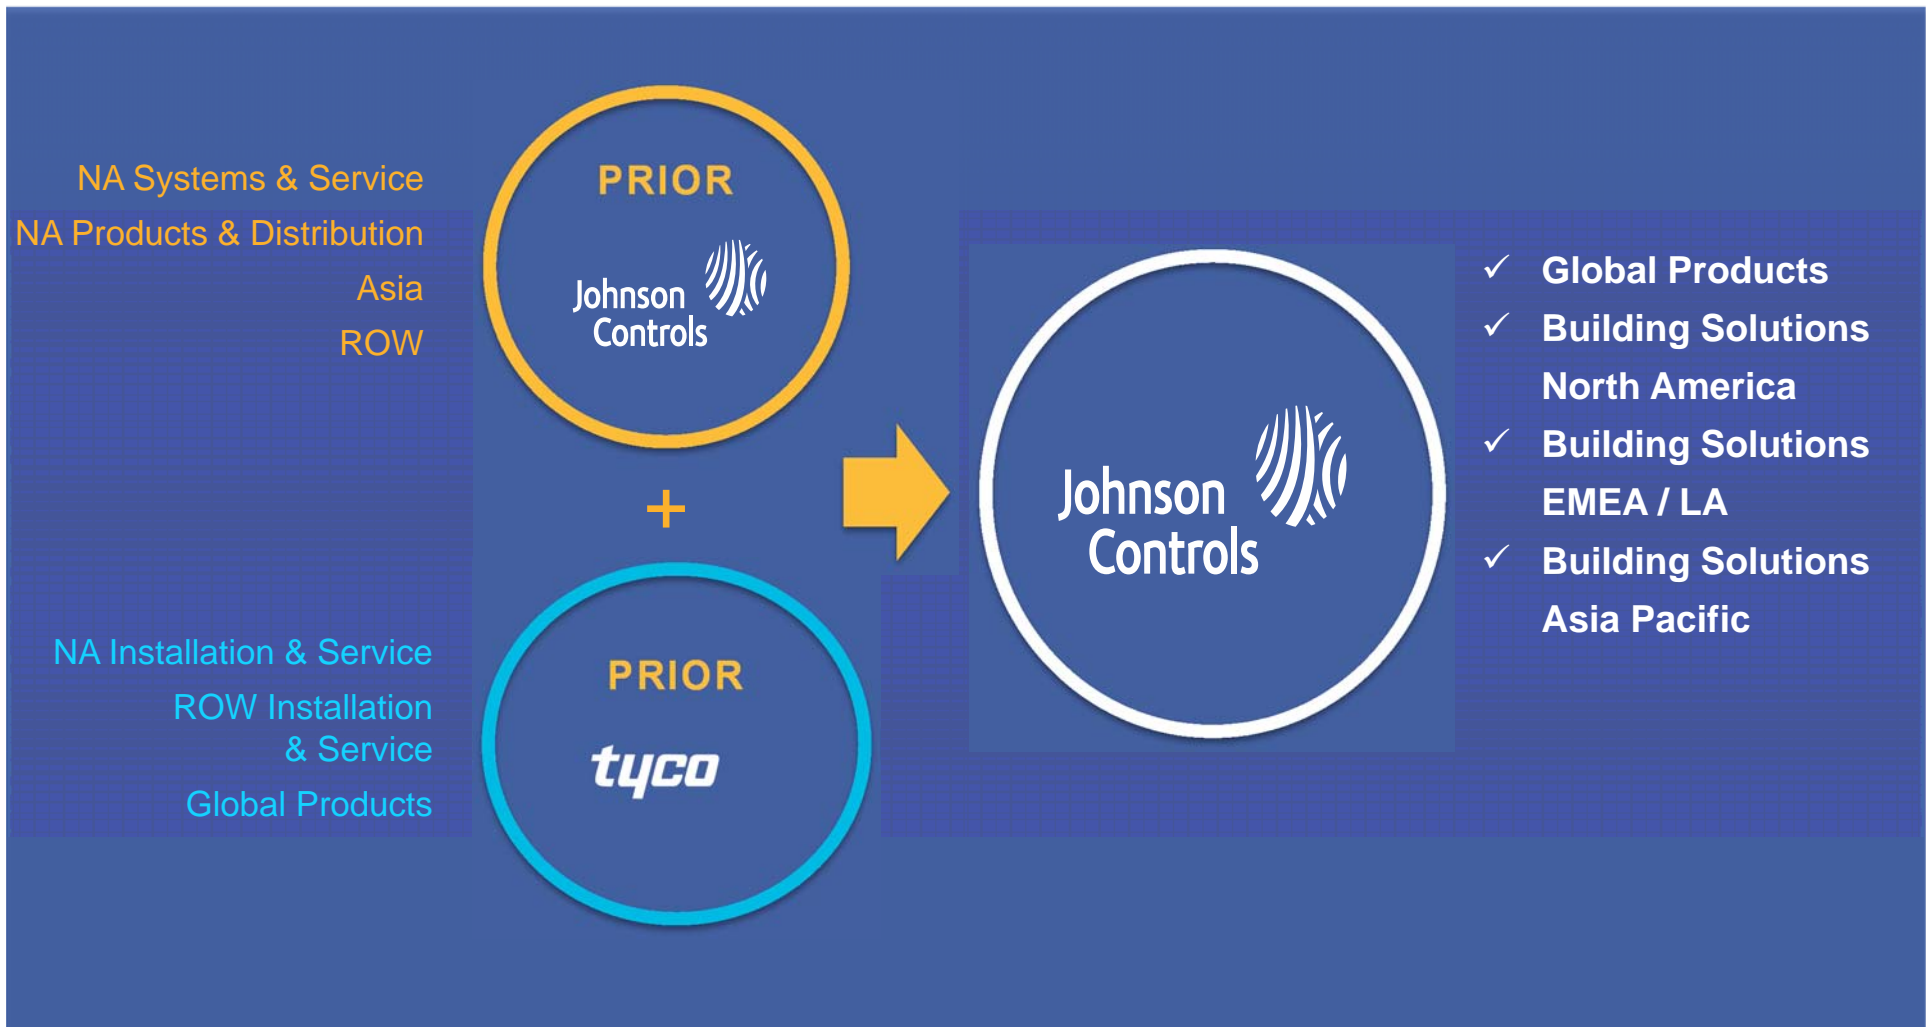 NA Systems & Service
NA Products & Distribution
Asia
ROW
PRIOR
Johnson
Controls
+
NA Installation & Service
ROW Installation
& Service
Global Products
PRIOR
tyco
Johnson
Controls
✓ Global Products
✓ Building Solutions
North America
✓ Building Solutions
EMEA / LA
✓ Building Solutions
Asia Pacific